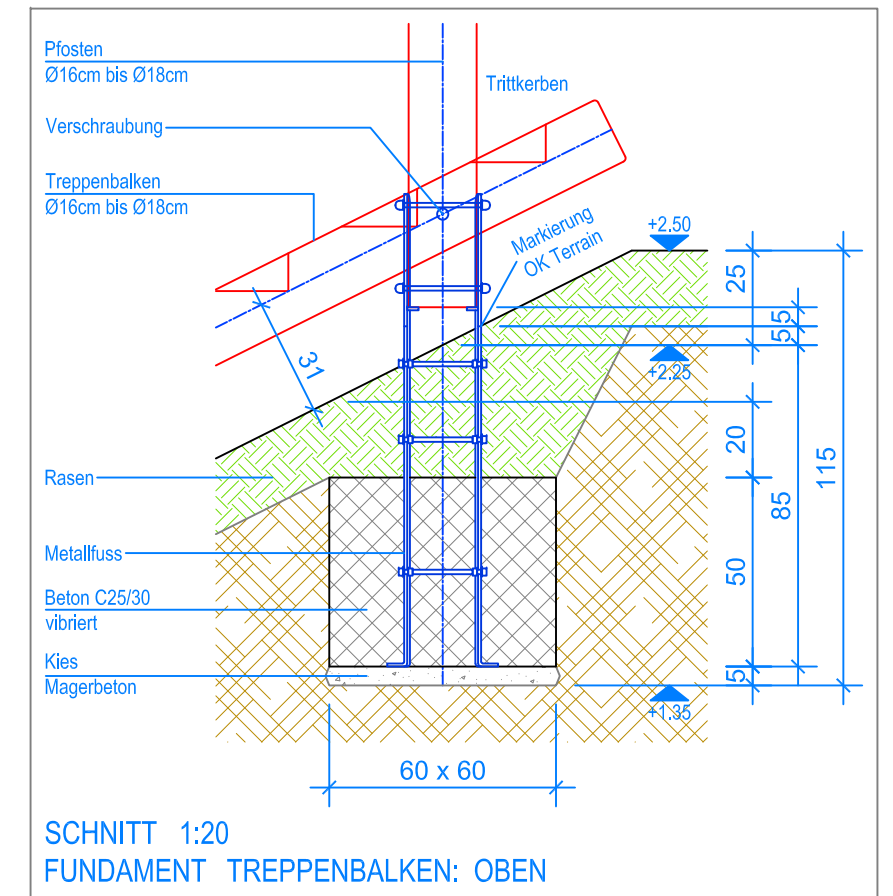 Pfosten
Ø16cm bis Ø18cm
Trittkerben
Verschraubung
Treppenbalken
Ø16cm bis Ø18cm
Markierung
OK Terrain
+2.50
25
5
5
+2.25
31
20
115
85
Rasen
50
Metallfuss
Beton C25/30
vibriert
Kies
Magerbeton
5
+1.35
60 x 60
SCHNITT 1:20
FUNDAMENT TREPPENBALKEN: OBEN